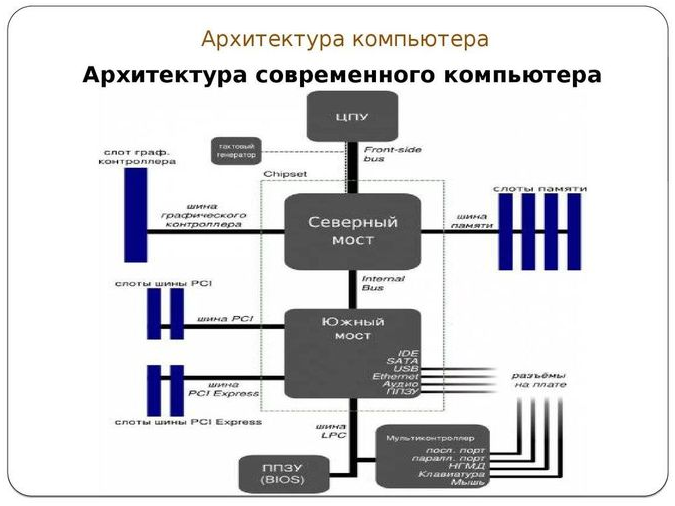 Архитектура компьютера
Архитектура современного компьютера
ЦПУ
тактовый
генератор
Front-side
bus
слот граф.
контроллера
Chipset
шина
графического
контроллера
Северный
мост
шина
памяти
слоты памяти
Internal
Bus
слоты шины PCI
шина PCI
Южный
мост
IDE
SATA
USB
Ethernet
Аудио
ППЗУ
разъёмы
на плате
шина
PCI Express
слоты шины PCI Express
шина
LPC
ППЗУ
(BIOS)
Мультиконтроллер
посл. порт
паралл. порт
НГМД
Клавиатура
Мышь